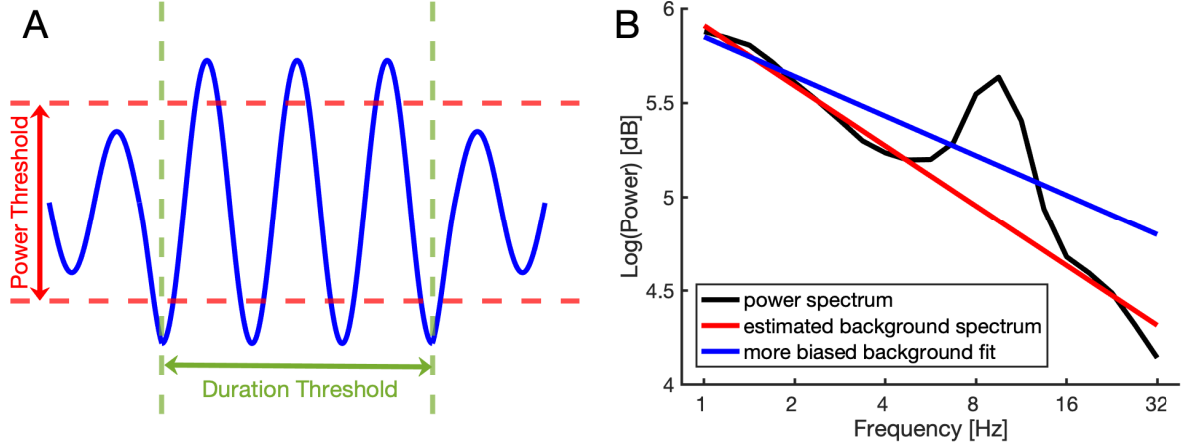 A
Power Threshold
Duration Threshold
B
Log(Power) [dB]
6
5.5
5
4.5
4
power spectrum
estimated background spectrum
more biased background fit
1 2 4 8 16 32
Frequency [Hz]